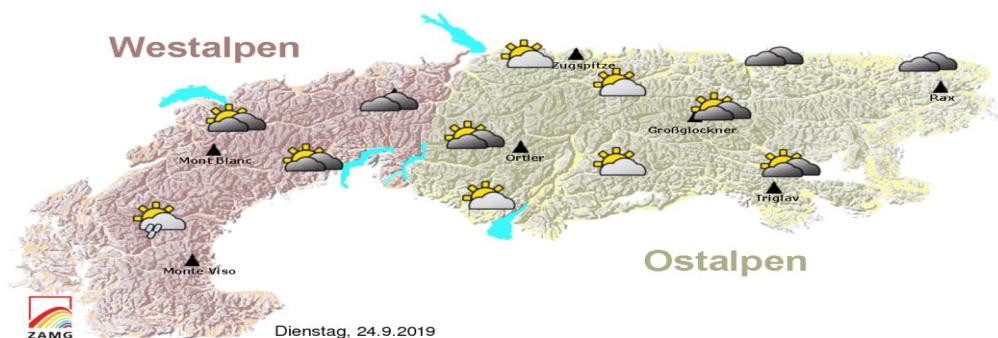 Westalpen
Zugspitze
Rax
Großglockner
Mont Blanc
Ortler
Triglav
Ostalpen
Monte Viso
ZAMG
Dienstag, 24.9.2019